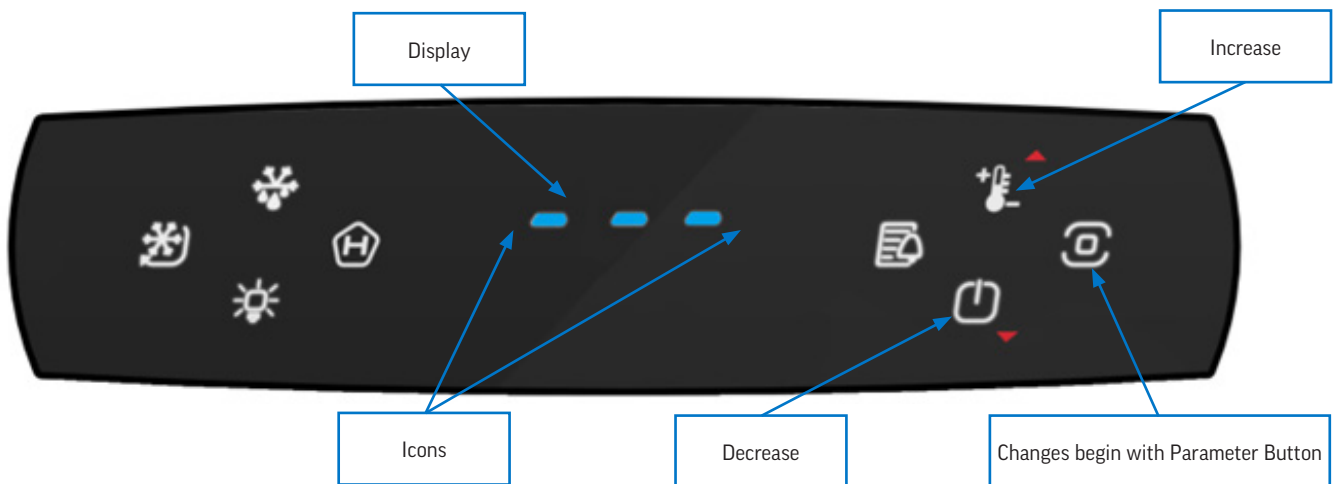 Display
Increase
H
Icons
Decrease
Changes begin with Parameter Button